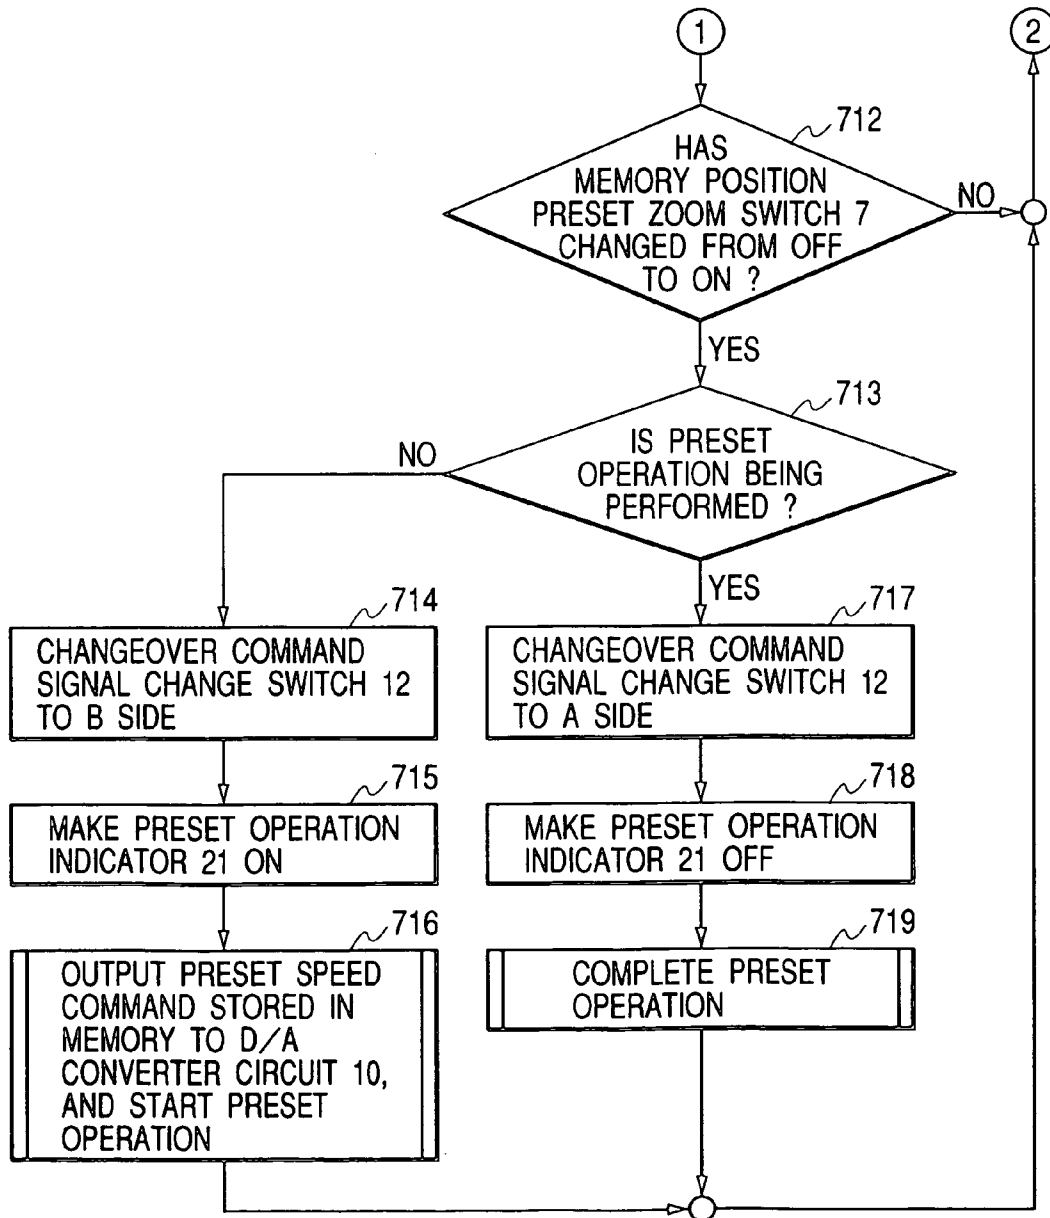 1
2
712
HAS
MEMORY POSITION
PRESET ZOOM SWITCH 7
CHANGED FROM OFF
TO ON ?
NO
YES
713
IS PRESET
OPERATION BEING
PERFORMED ?
NO
YES
714
CHANGEOVER COMMAND
SIGNAL CHANGE SWITCH 12
TO B SIDE
717
CHANGEOVER COMMAND
SIGNAL CHANGE SWITCH 12
TO A SIDE
715
MAKE PRESET OPERATION
INDICATOR 21 ON
718
MAKE PRESET OPERATION
INDICATOR 21 OFF
716
OUTPUT PRESET SPEED
COMMAND STORED IN
MEMORY TO D/A
CONVERTER CIRCUIT 10,
AND START PRESET
OPERATION
719
COMPLETE PRESET
OPERATION